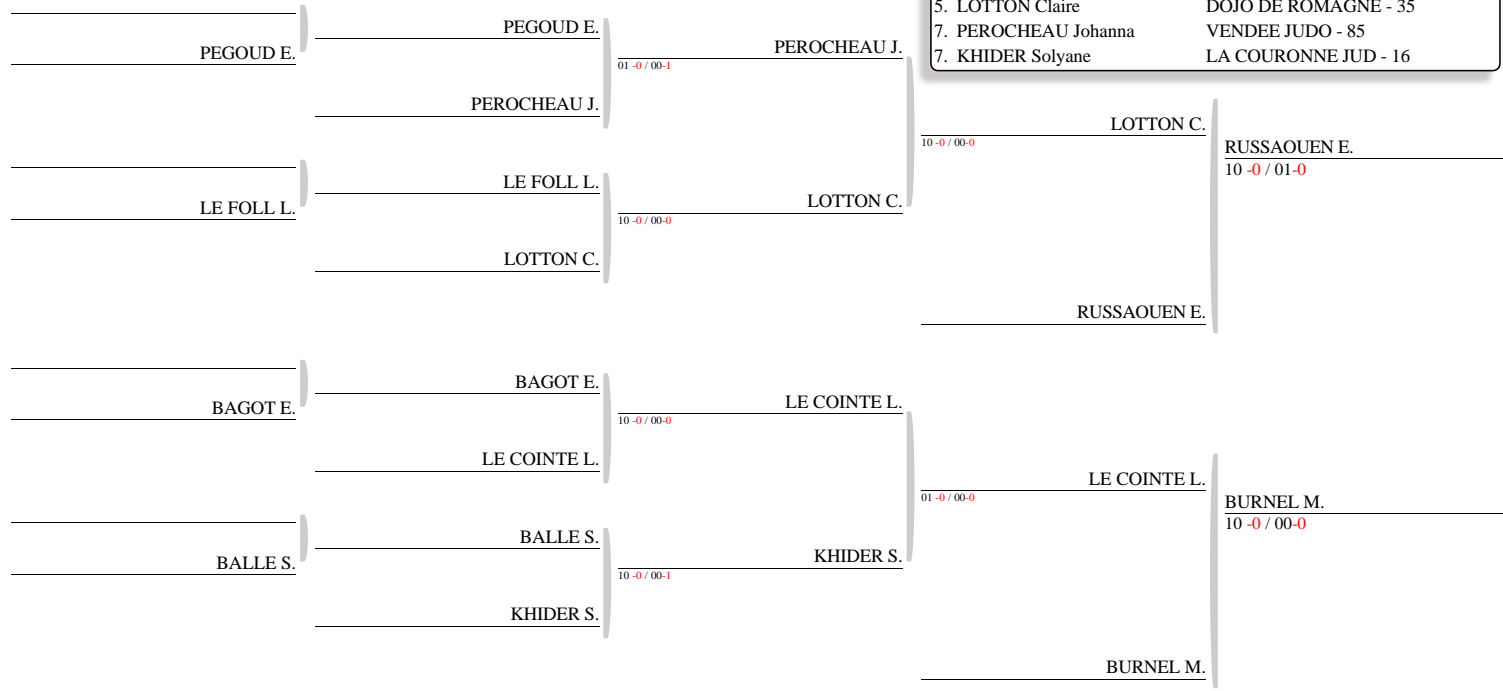 5. LOTTON Claire DOJO DE ROMAGNE - 35
7. PEROCHEAU Johanna VENDEE JUDO - 85
7. KHIDER Solyane LA COURONNE JUD - 16
PEGOUD E.
PEGOUD E.
PEROCHEAU J.
01 -0 / 00-1
PEROCHEAU J.
LOTTON C.
10 -0 / 00-0
RUSSAOUEN E.
10 -0 / 01-0
LE FOLL L.
LE FOLL L.
LOTTON C.
10 -0 / 00-0
LOTTON C.
RUSSAOUEN E.
BAGOT E.
BAGOT E.
LE COINTE L.
10 -0 / 00-0
LE COINTE L.
LE COINTE L.
01 -0 / 00-0
BURNEL M.
10 -0 / 00-0
BALLE S.
BALLE S.
KHIDER S.
10 -0 / 00-1
KHIDER S.
BURNEL M.